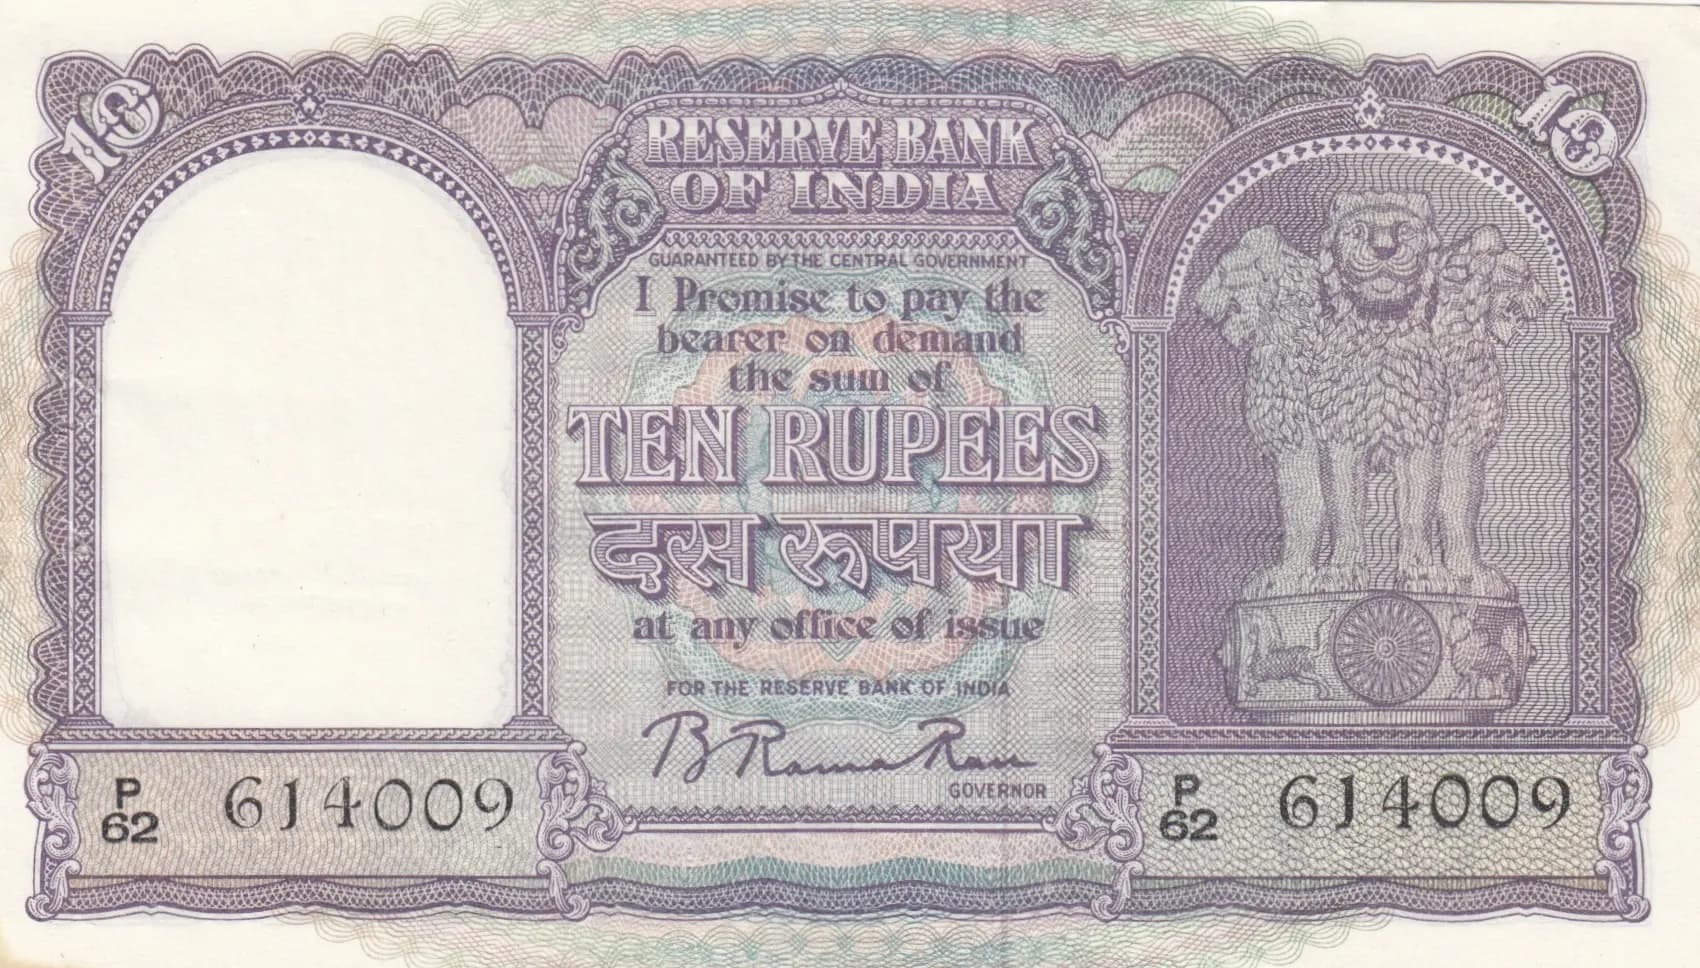 10
10
RESERVE BANK
OF INDIA
GUARANTEED BY THE CENTRAL GOVERNMENT
I Promise to pay the
bearer on demand
the sum of
TEN RUPEES
दस रूपया
at any office of issue
FOR THE RESERVE BANK OF INDIA
B Rama Rau
GOVERNOR
P
62
614009
P
62
614009